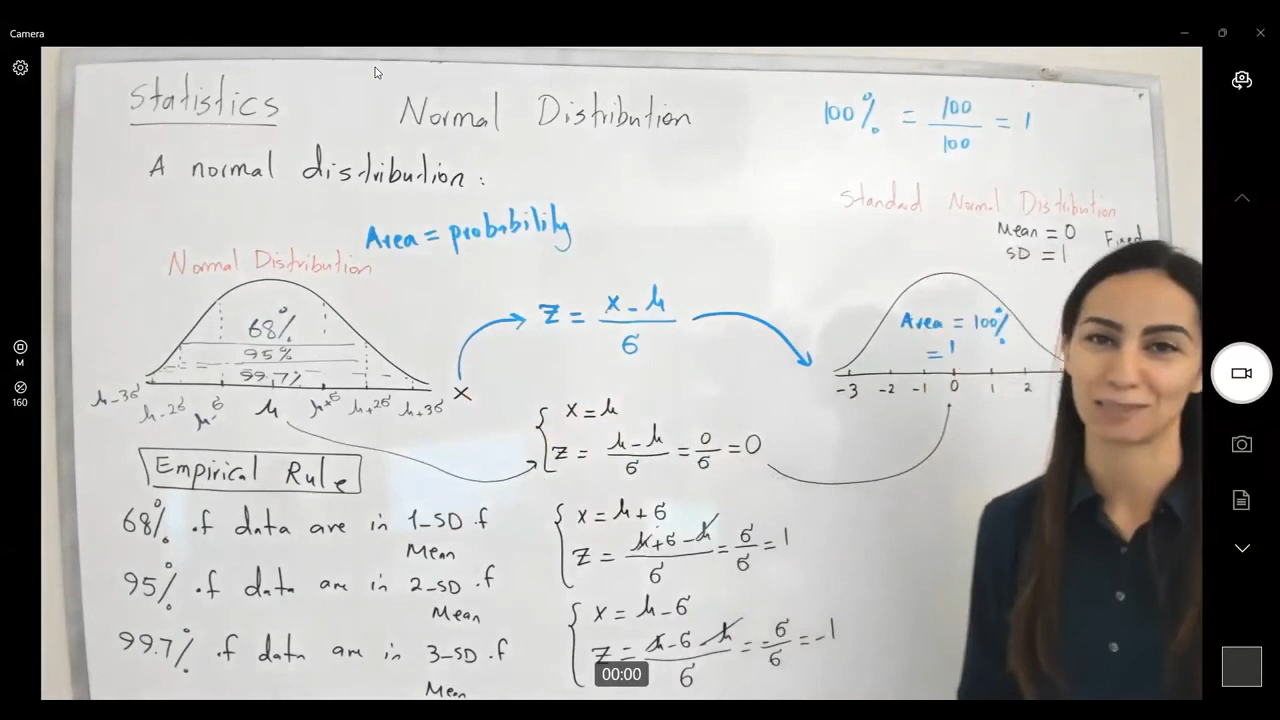 Camera
Statistics
Normal Distribution
100% = 100/100 = 1
A normal distribution:
Standard Normal Distribution
Mean = 0 Fixed
SD = 1
Area = probability
Normal Distribution
68%
95%
99.7%
μ-3σ μ-2σ μ-σ μ μ+σ μ+2σ μ+3σ
x
Z = x - μ / σ
Area = 100%
= 1
-3 -2 -1 0 1 2
x = μ
Z = μ - μ / σ = 0/σ = 0
Empirical Rule
68% of data are in 1-SD of
Mean
95% of data are in 2-SD of
Mean
99.7% of data are in 3-SD of
Mean
x = μ + σ
Z = μ + σ - μ / σ = σ/σ = 1
x = μ - σ
Z = μ - σ - μ / σ = -σ/σ = -1
M
160
00:00